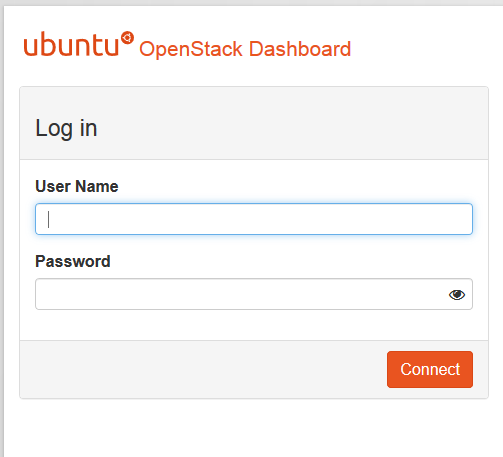 ubuntu OpenStack Dashboard
Log in
User Name
Password
Connect